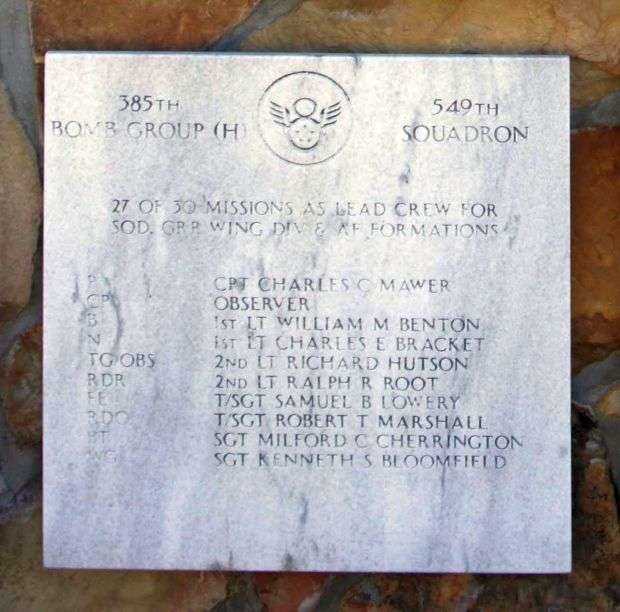 385TH
BOMB GROUP (H)
549TH
SQUADRON
27 OF 30 MISSIONS AS LEAD CREW FOR
SQD. GRP WING DIV & AF FORMATIONS
P CPT CHARLES C MAWER
CP OBSERVER
B 1ST LT WILLIAM M BENTON
N 1ST LT CHARLES E BRACKET
TG OBS 2ND LT RICHARD HUTSON
RDR 2ND LT RALPH R ROOT
FE T/SGT SAMUEL B LOWERY
RDO T/SGT ROBERT T MARSHALL
BT SGT MILFORD C CHERRINGTON
WG SGT KENNETH S BLOOMFIELD